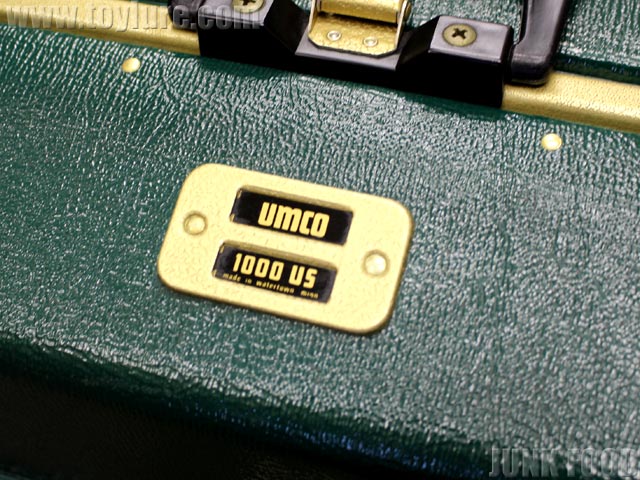 www.toylure.com
UMCO
1000 US
made in watertown minn
JUNK FOOD